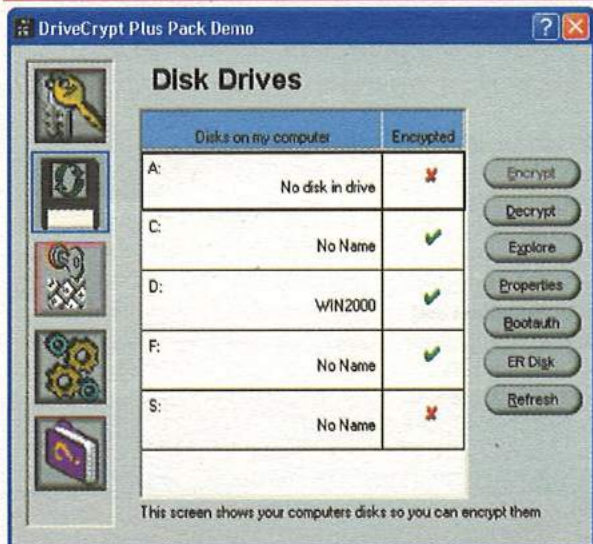 DriveCrypt Plus Pack Demo
Disk Drives
Disks on my computer Encrypted
A:
No disk in drive
C:
No Name
D:
WIN2000
F:
No Name
S:
No Name
Encrypt
Decrypt
Explore
Properties
Bootauth
ER Disk
Refresh
This screen shows your computers disks so you can encrypt them